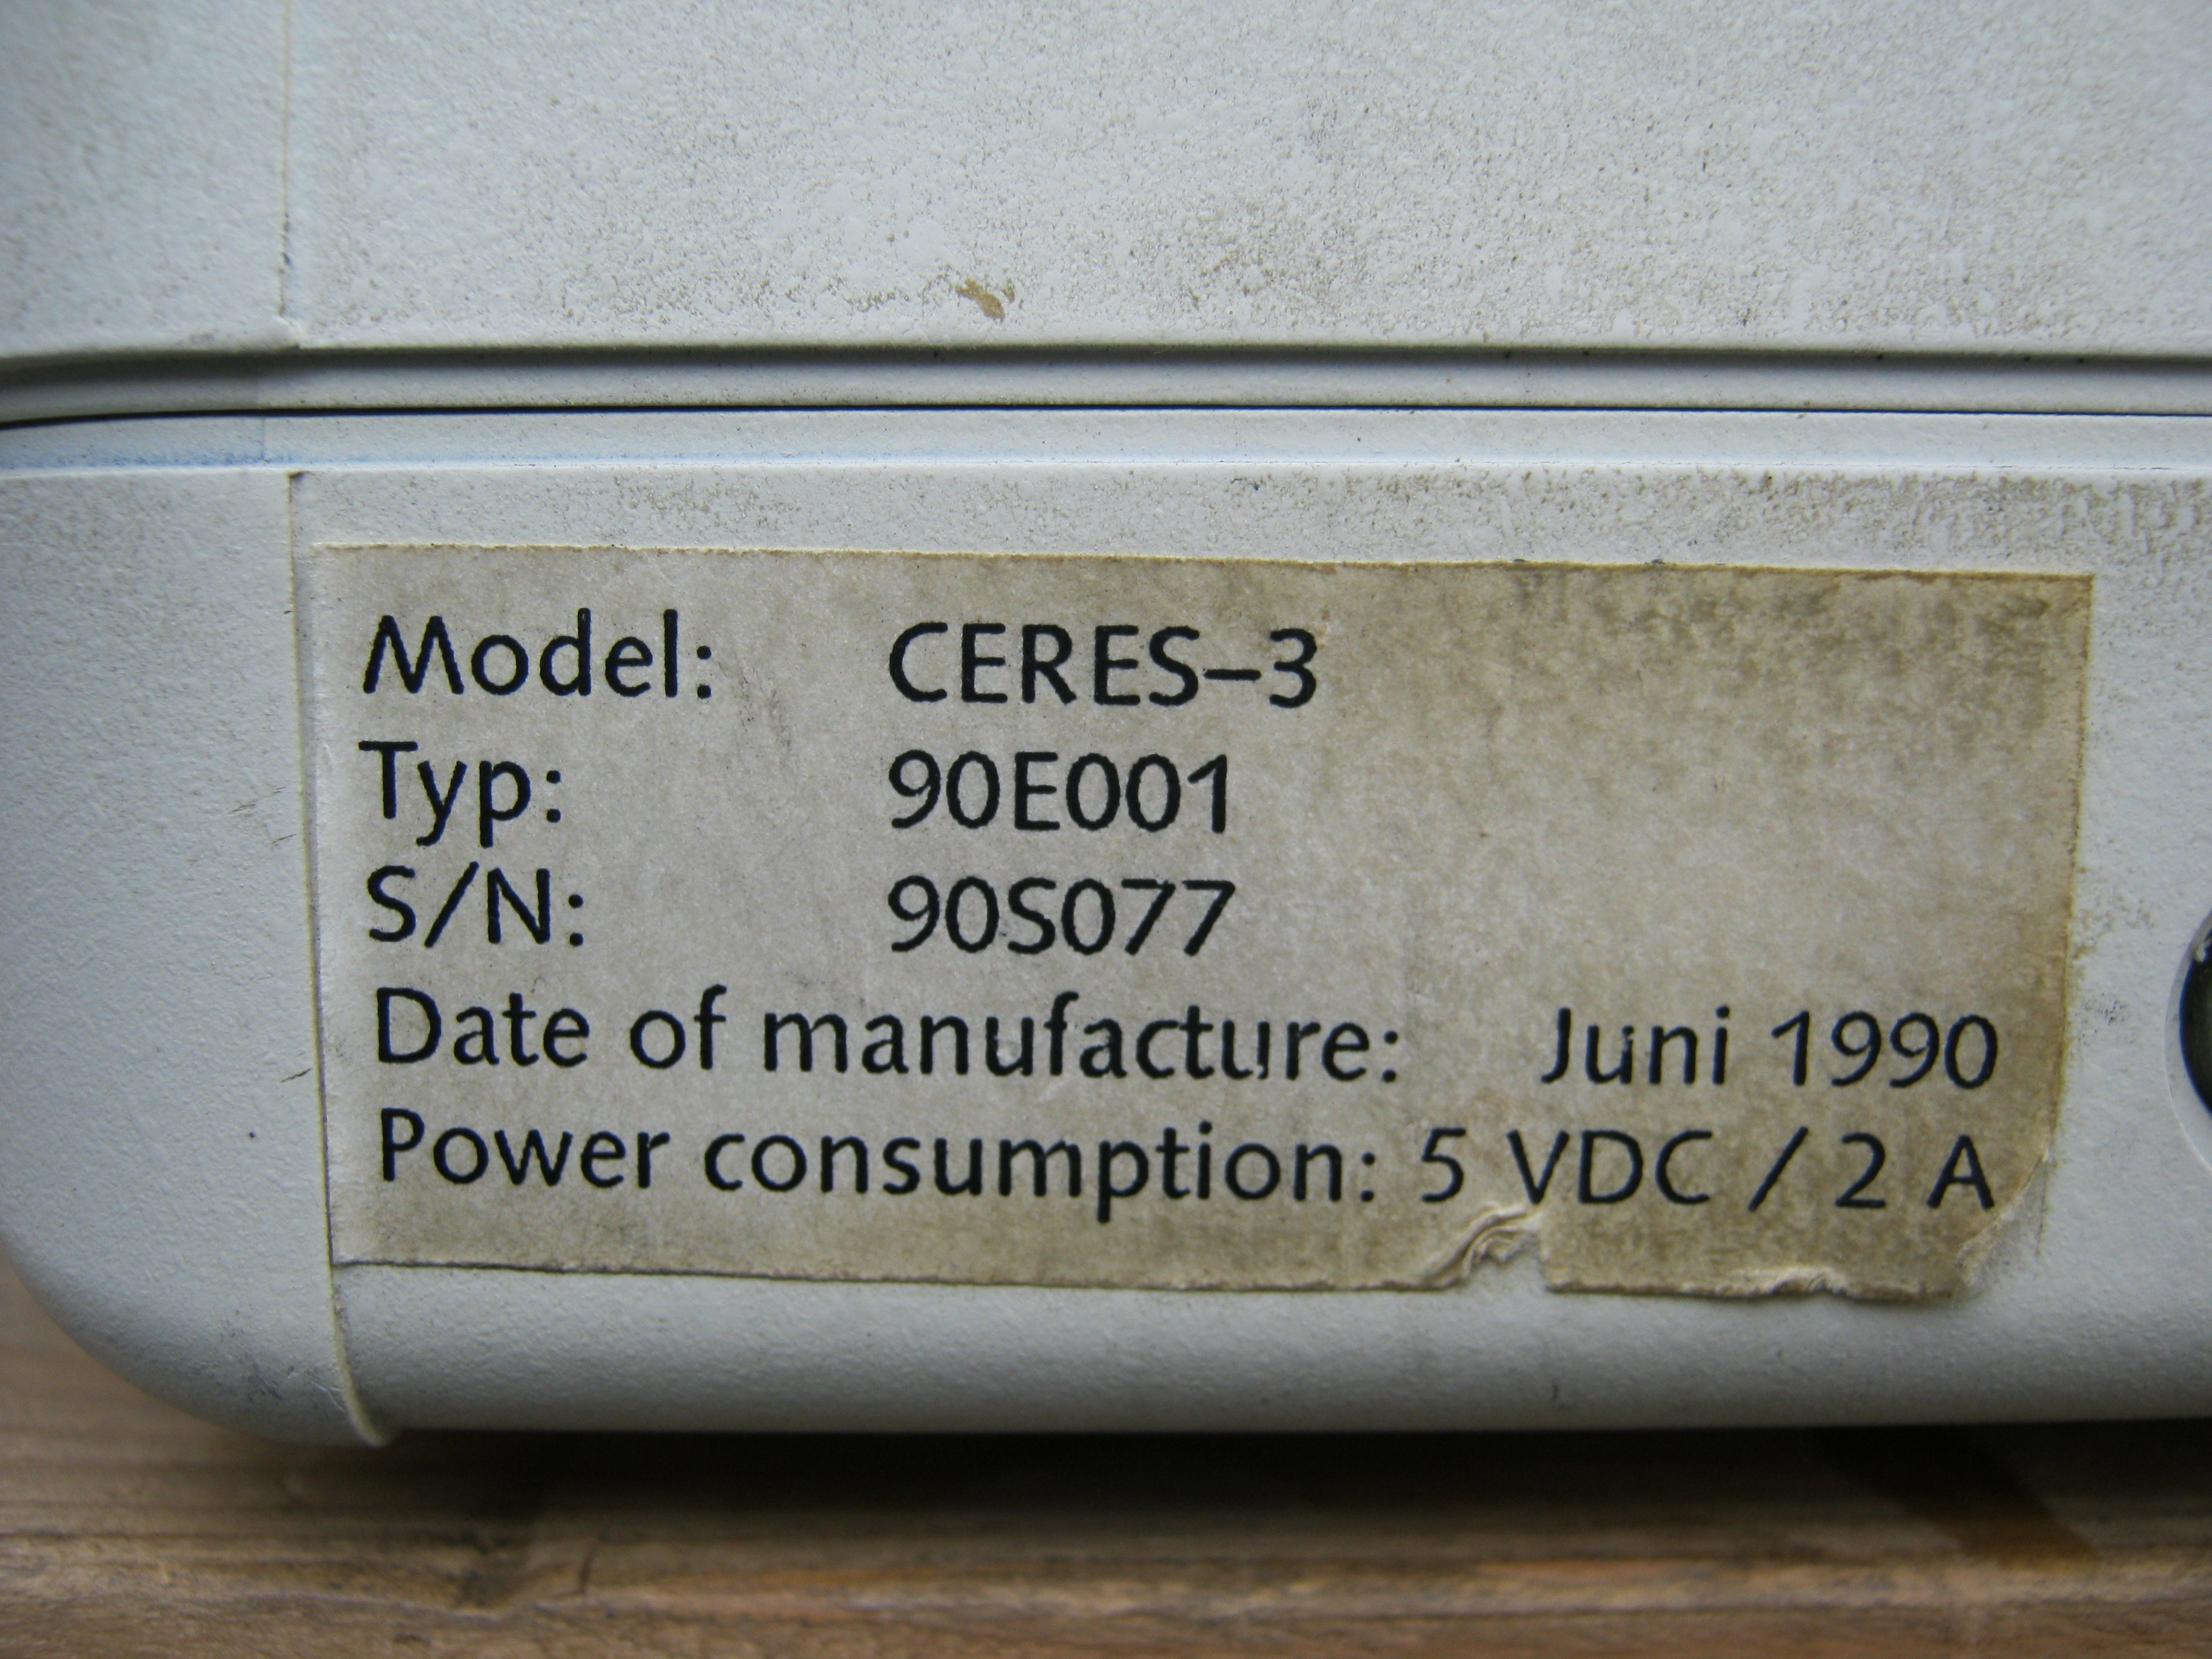 Model: CERES–3
Typ: 90E001
S/N: 90S077
Date of manufacture: Juni 1990
Power consumption: 5 VDC / 2 A